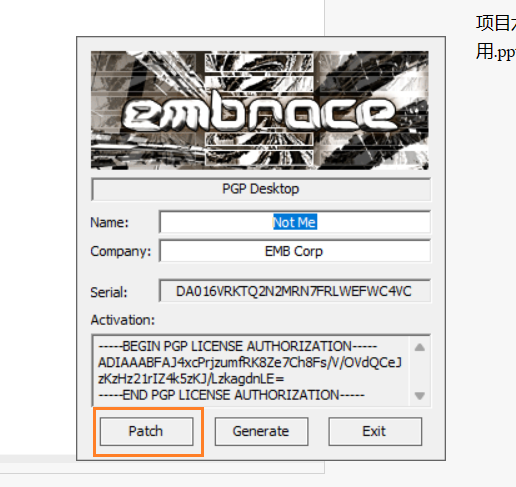 项目
用.pp
embrace
PGP Desktop
Name: Not Me
Company: EMB Corp
Serial: DA016VRKTQ2N2MRN7FRLWEFWC4VC
Activation:
-----BEGIN PGP LICENSE AUTHORIZATION-----
ADIAAABFAJ4xcPrjzumfRK8Ze7Ch8Fs/V/OVdQCeJ
zKzHz21rIZ4k5zKJ/LzkagdnLE=
-----END PGP LICENSE AUTHORIZATION-----
Patch Generate Exit